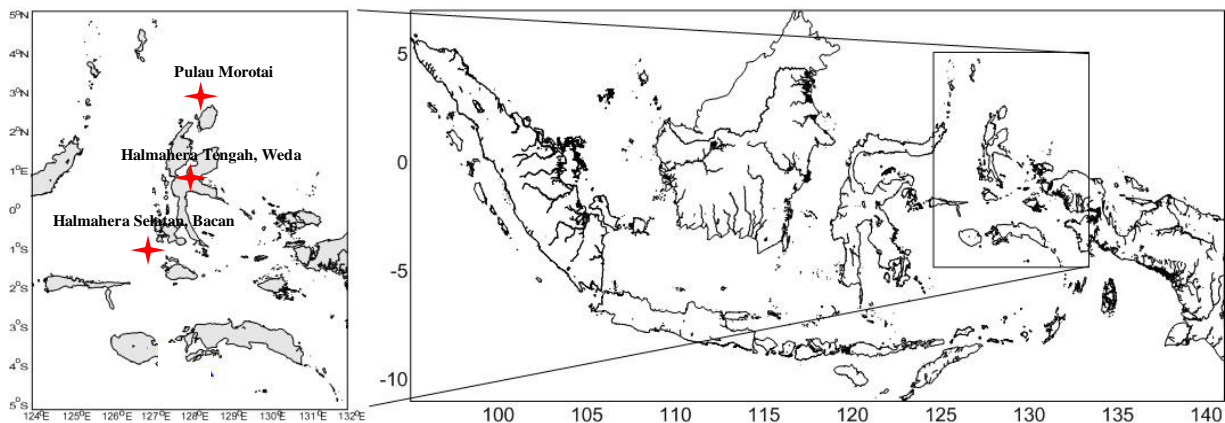 5°N
4°N
3°N
2°N
1°E
0°
1°S
2°S
3°S
4°S
5°S
124°E
125°E
126°E
127°E
128°E
129°E
130°E
131°E
132°E
Pulau Morotai
Halmahera Tengah, Weda
Halmahera Selatan, Bacan
5
0
-5
-10
100
105
110
115
120
125
130
135
140